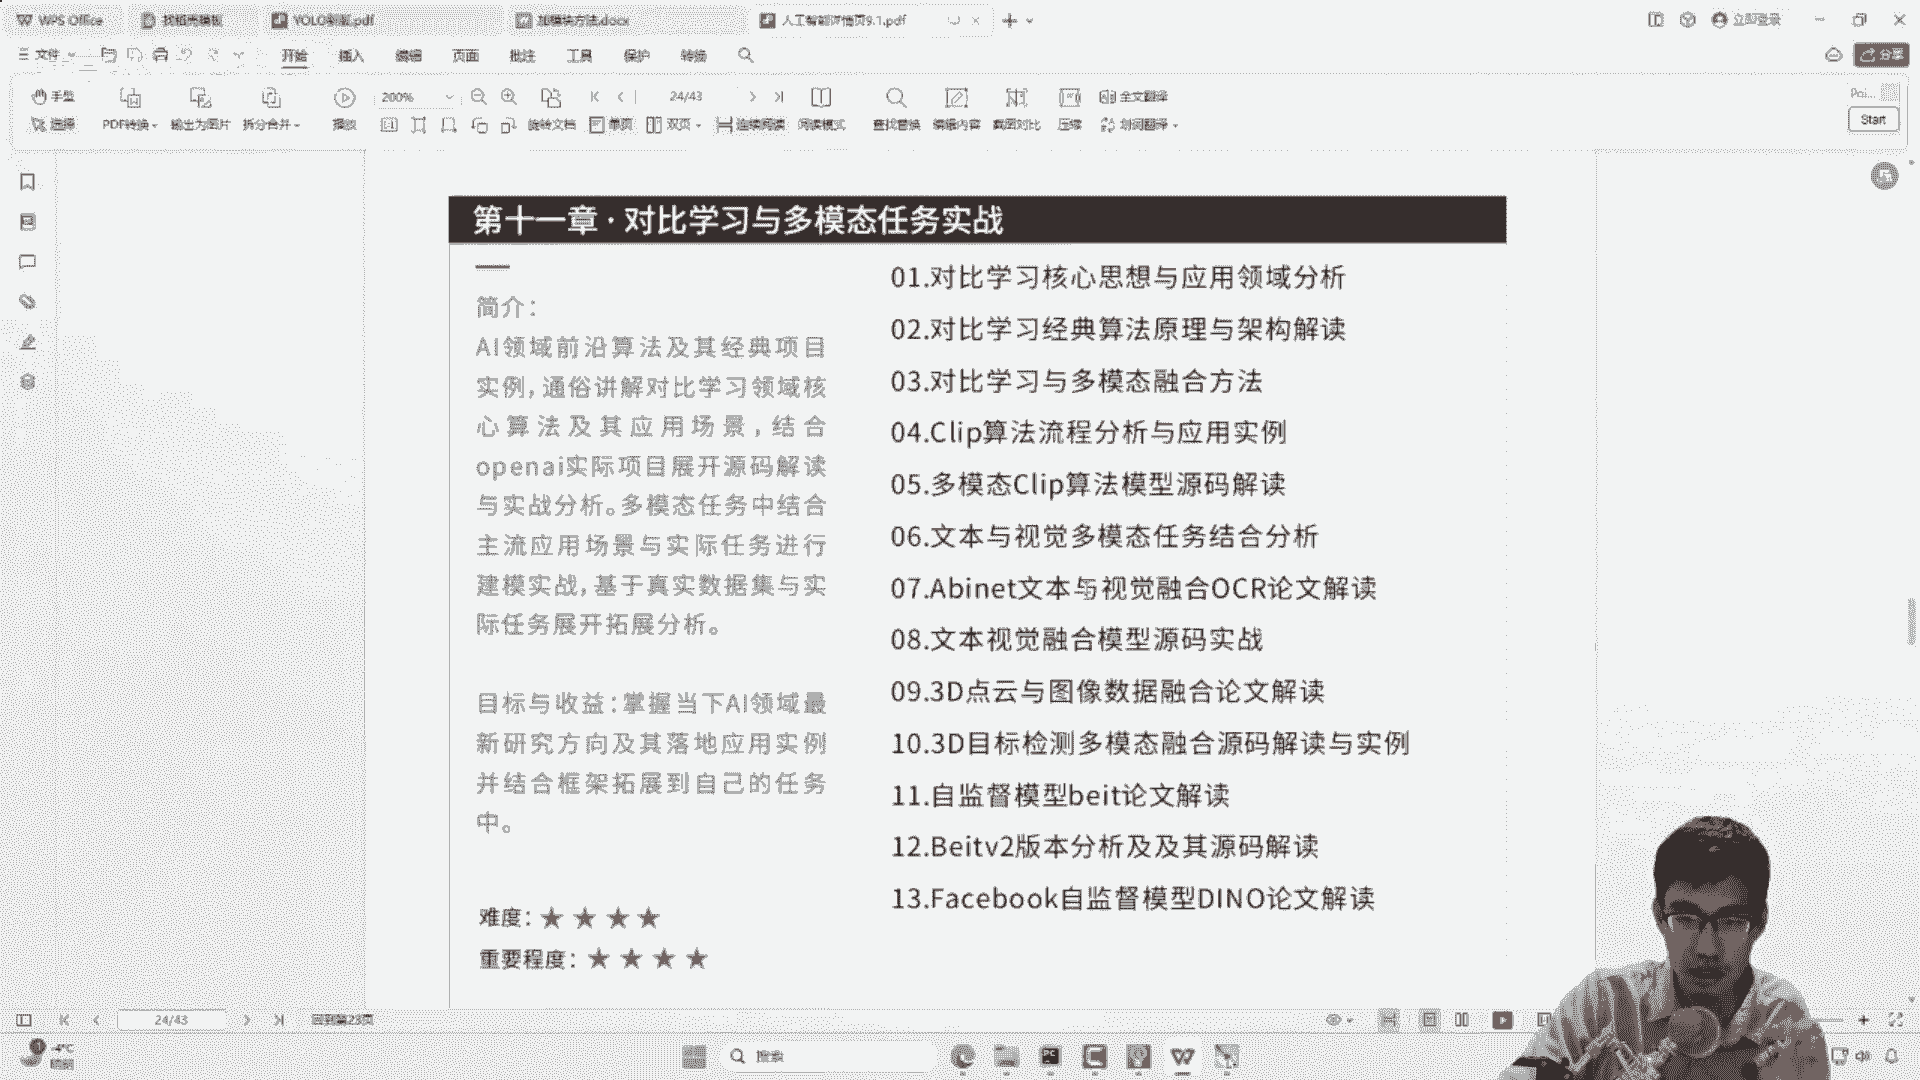 WPS Office
找稻壳模板
YOLO新版.pdf
加模块方法.docx
人工智能详情页9.1.pdf
立即登录
文件
开始
插入
编辑
页面
批注
工具
保护
转换
分享
手型
200%
24/43
全文翻译
选择
PDF转换
输出为图片
拆分合并
播放
旋转文档
单页
双页
连续阅读
阅读模式
查找替换
编辑内容
截图对比
压缩
划词翻译
Poi...
Start
第十一章·对比学习与多模态任务实战
简介：
AI领域前沿算法及其经典项目
实例，通俗讲解对比学习领域核
心算法及其应用场景，结合
openai实际项目展开源码解读
与实战分析。多模态任务中结合
主流应用场景与实际任务进行
建模实战，基于真实数据集与实
际任务展开拓展分析。
目标与收益：掌握当下AI领域最
新研究方向及其落地应用实例
并结合框架拓展到自己的任务
中。
难度：★ ★ ★ ★
重要程度：★ ★ ★ ★
01.对比学习核心思想与应用领域分析
02.对比学习经典算法原理与架构解读
03.对比学习与多模态融合方法
04.Clip算法流程分析与应用实例
05.多模态Clip算法模型源码解读
06.文本与视觉多模态任务结合分析
07.Abinet文本与视觉融合OCR论文解读
08.文本视觉融合模型源码实战
09.3D点云与图像数据融合论文解读
10.3D目标检测多模态融合源码解读与实例
11.自监督模型beit论文解读
12.Beitv2版本分析及及其源码解读
13.Facebook自监督模型DINO论文解读
24/43
回到第23页
-4°C
搜索